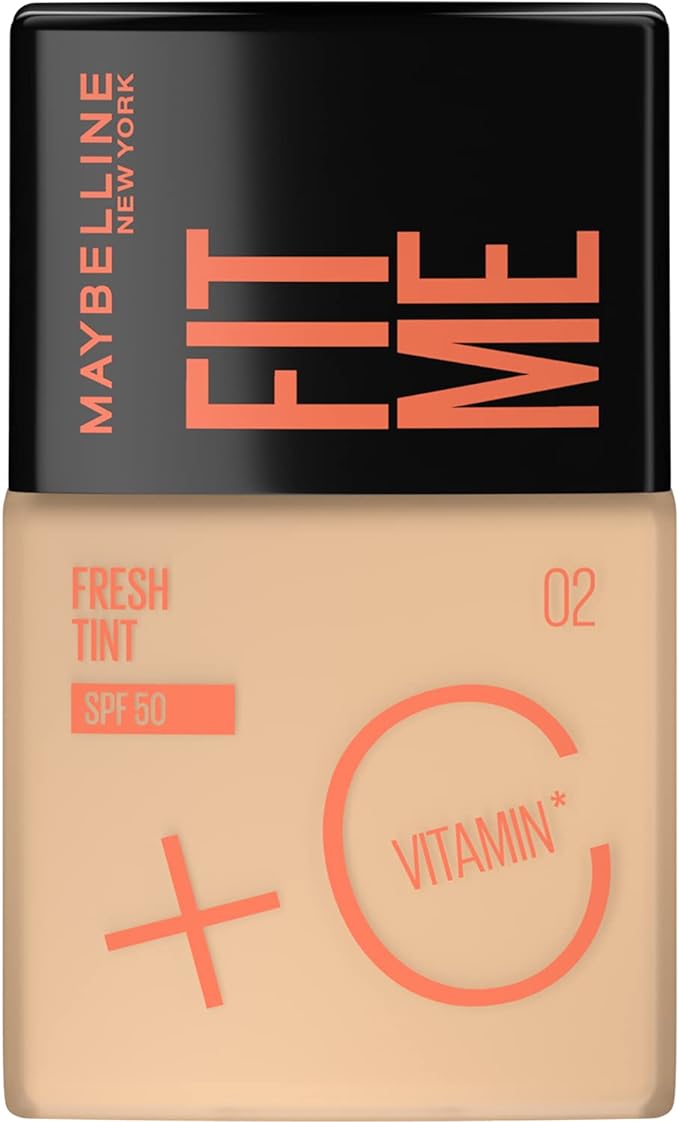 MAYBELLINE
NEW YORK
FIT
ME
FRESH
TINT
02
SPF 50
+ C
VITAMIN*